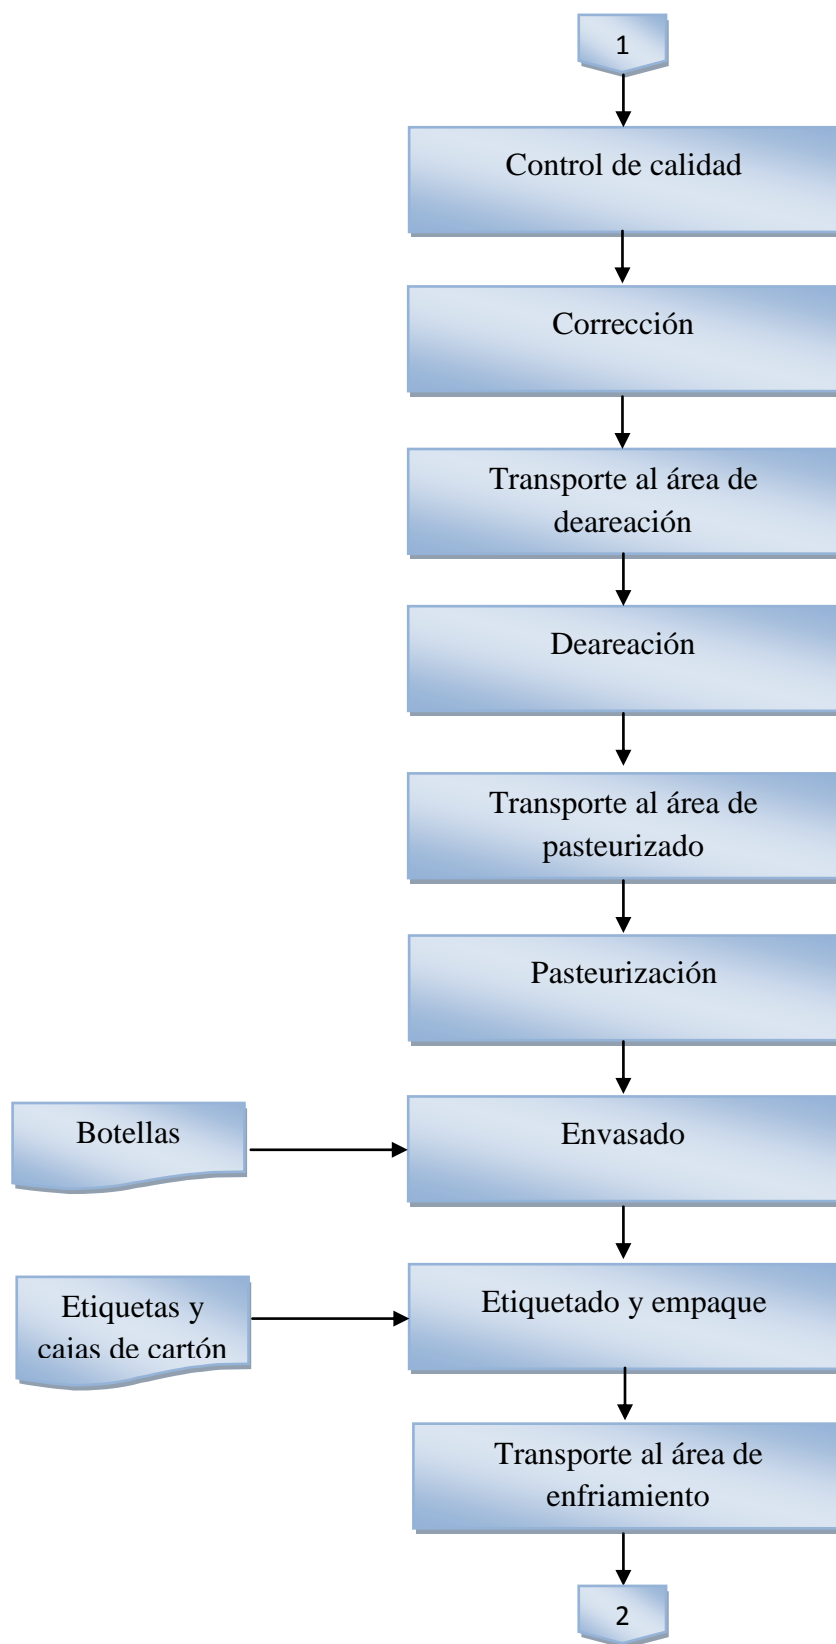 1
Control de calidad
Corrección
Transporte al área de
deareación
Deareación
Transporte al área de
pasteurizado
Pasteurización
Botellas
Envasado
Etiquetas y
cajas de cartón
Etiquetado y empaque
Transporte al área de
enfriamiento
2